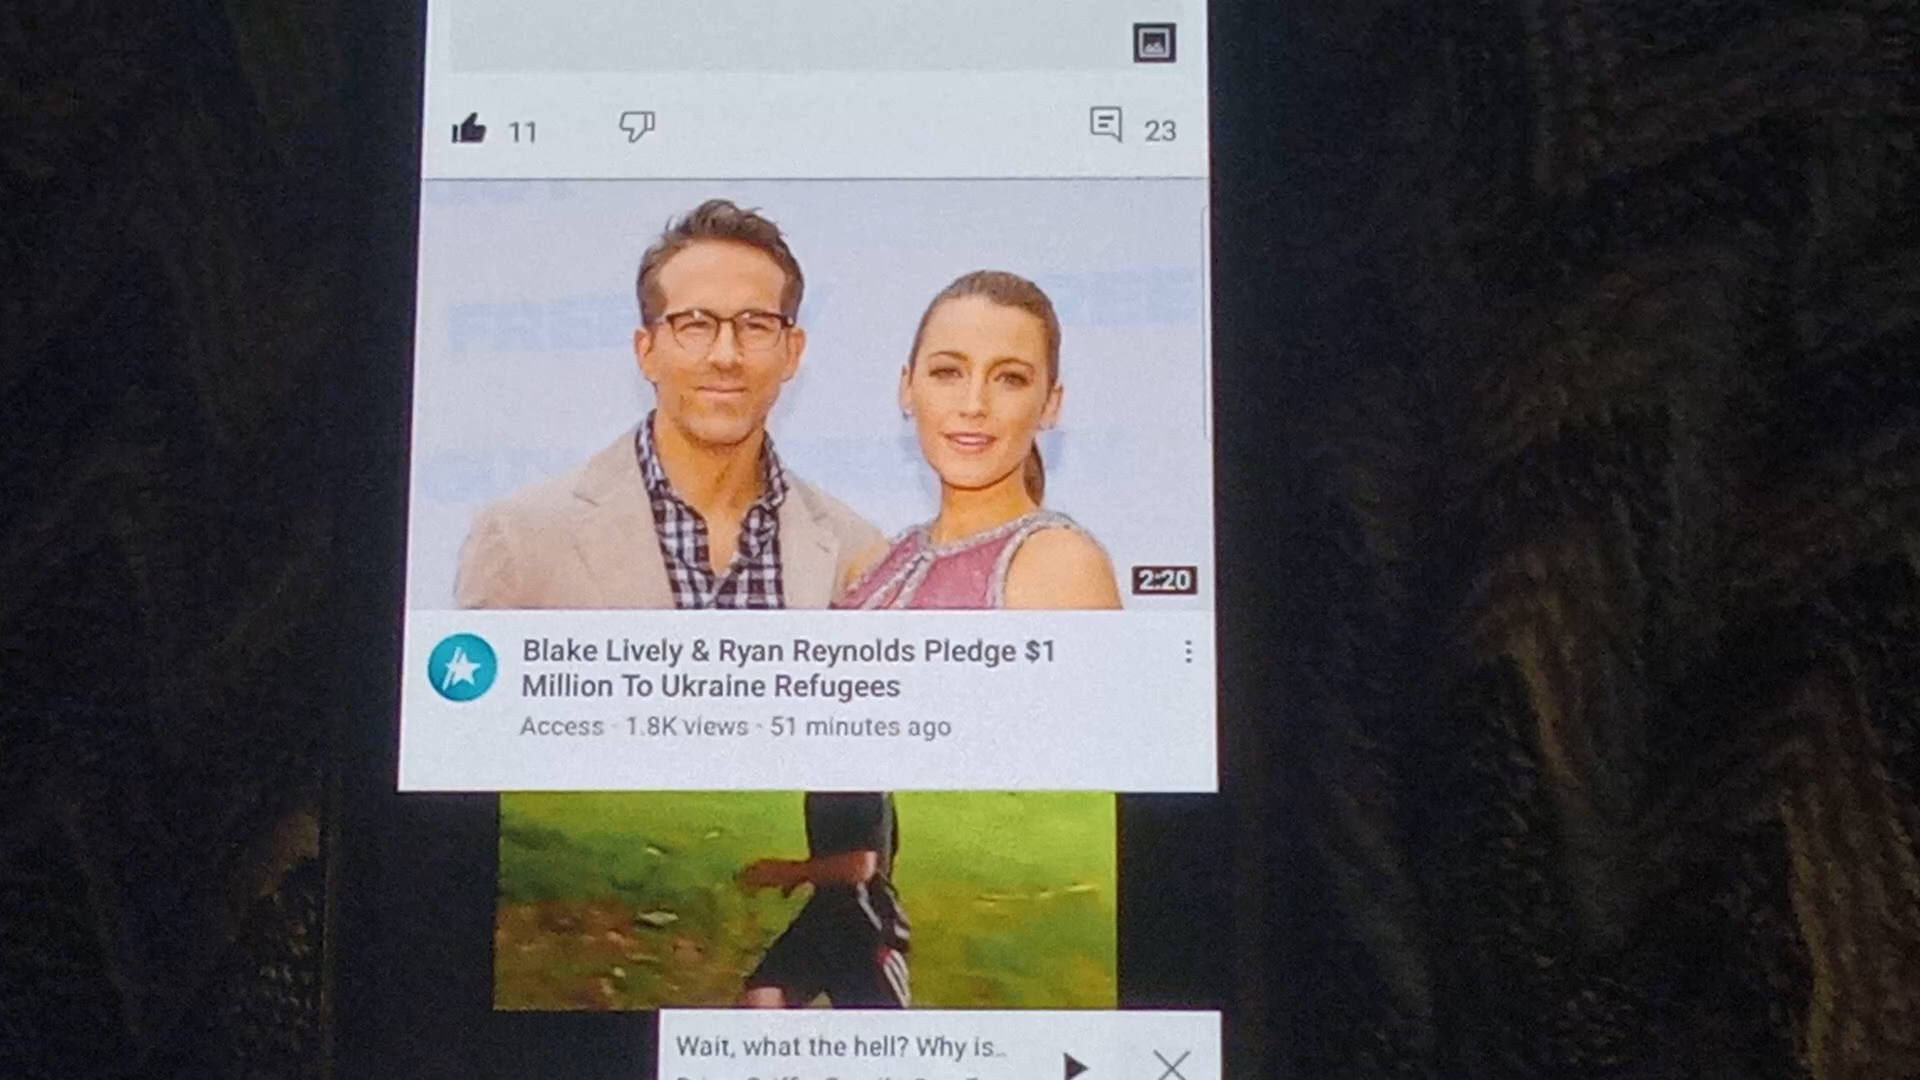 11
23
2:20
Blake Lively & Ryan Reynolds Pledge $1
Million To Ukraine Refugees
Access · 1.8K views · 51 minutes ago
Wait, what the hell? Why is...